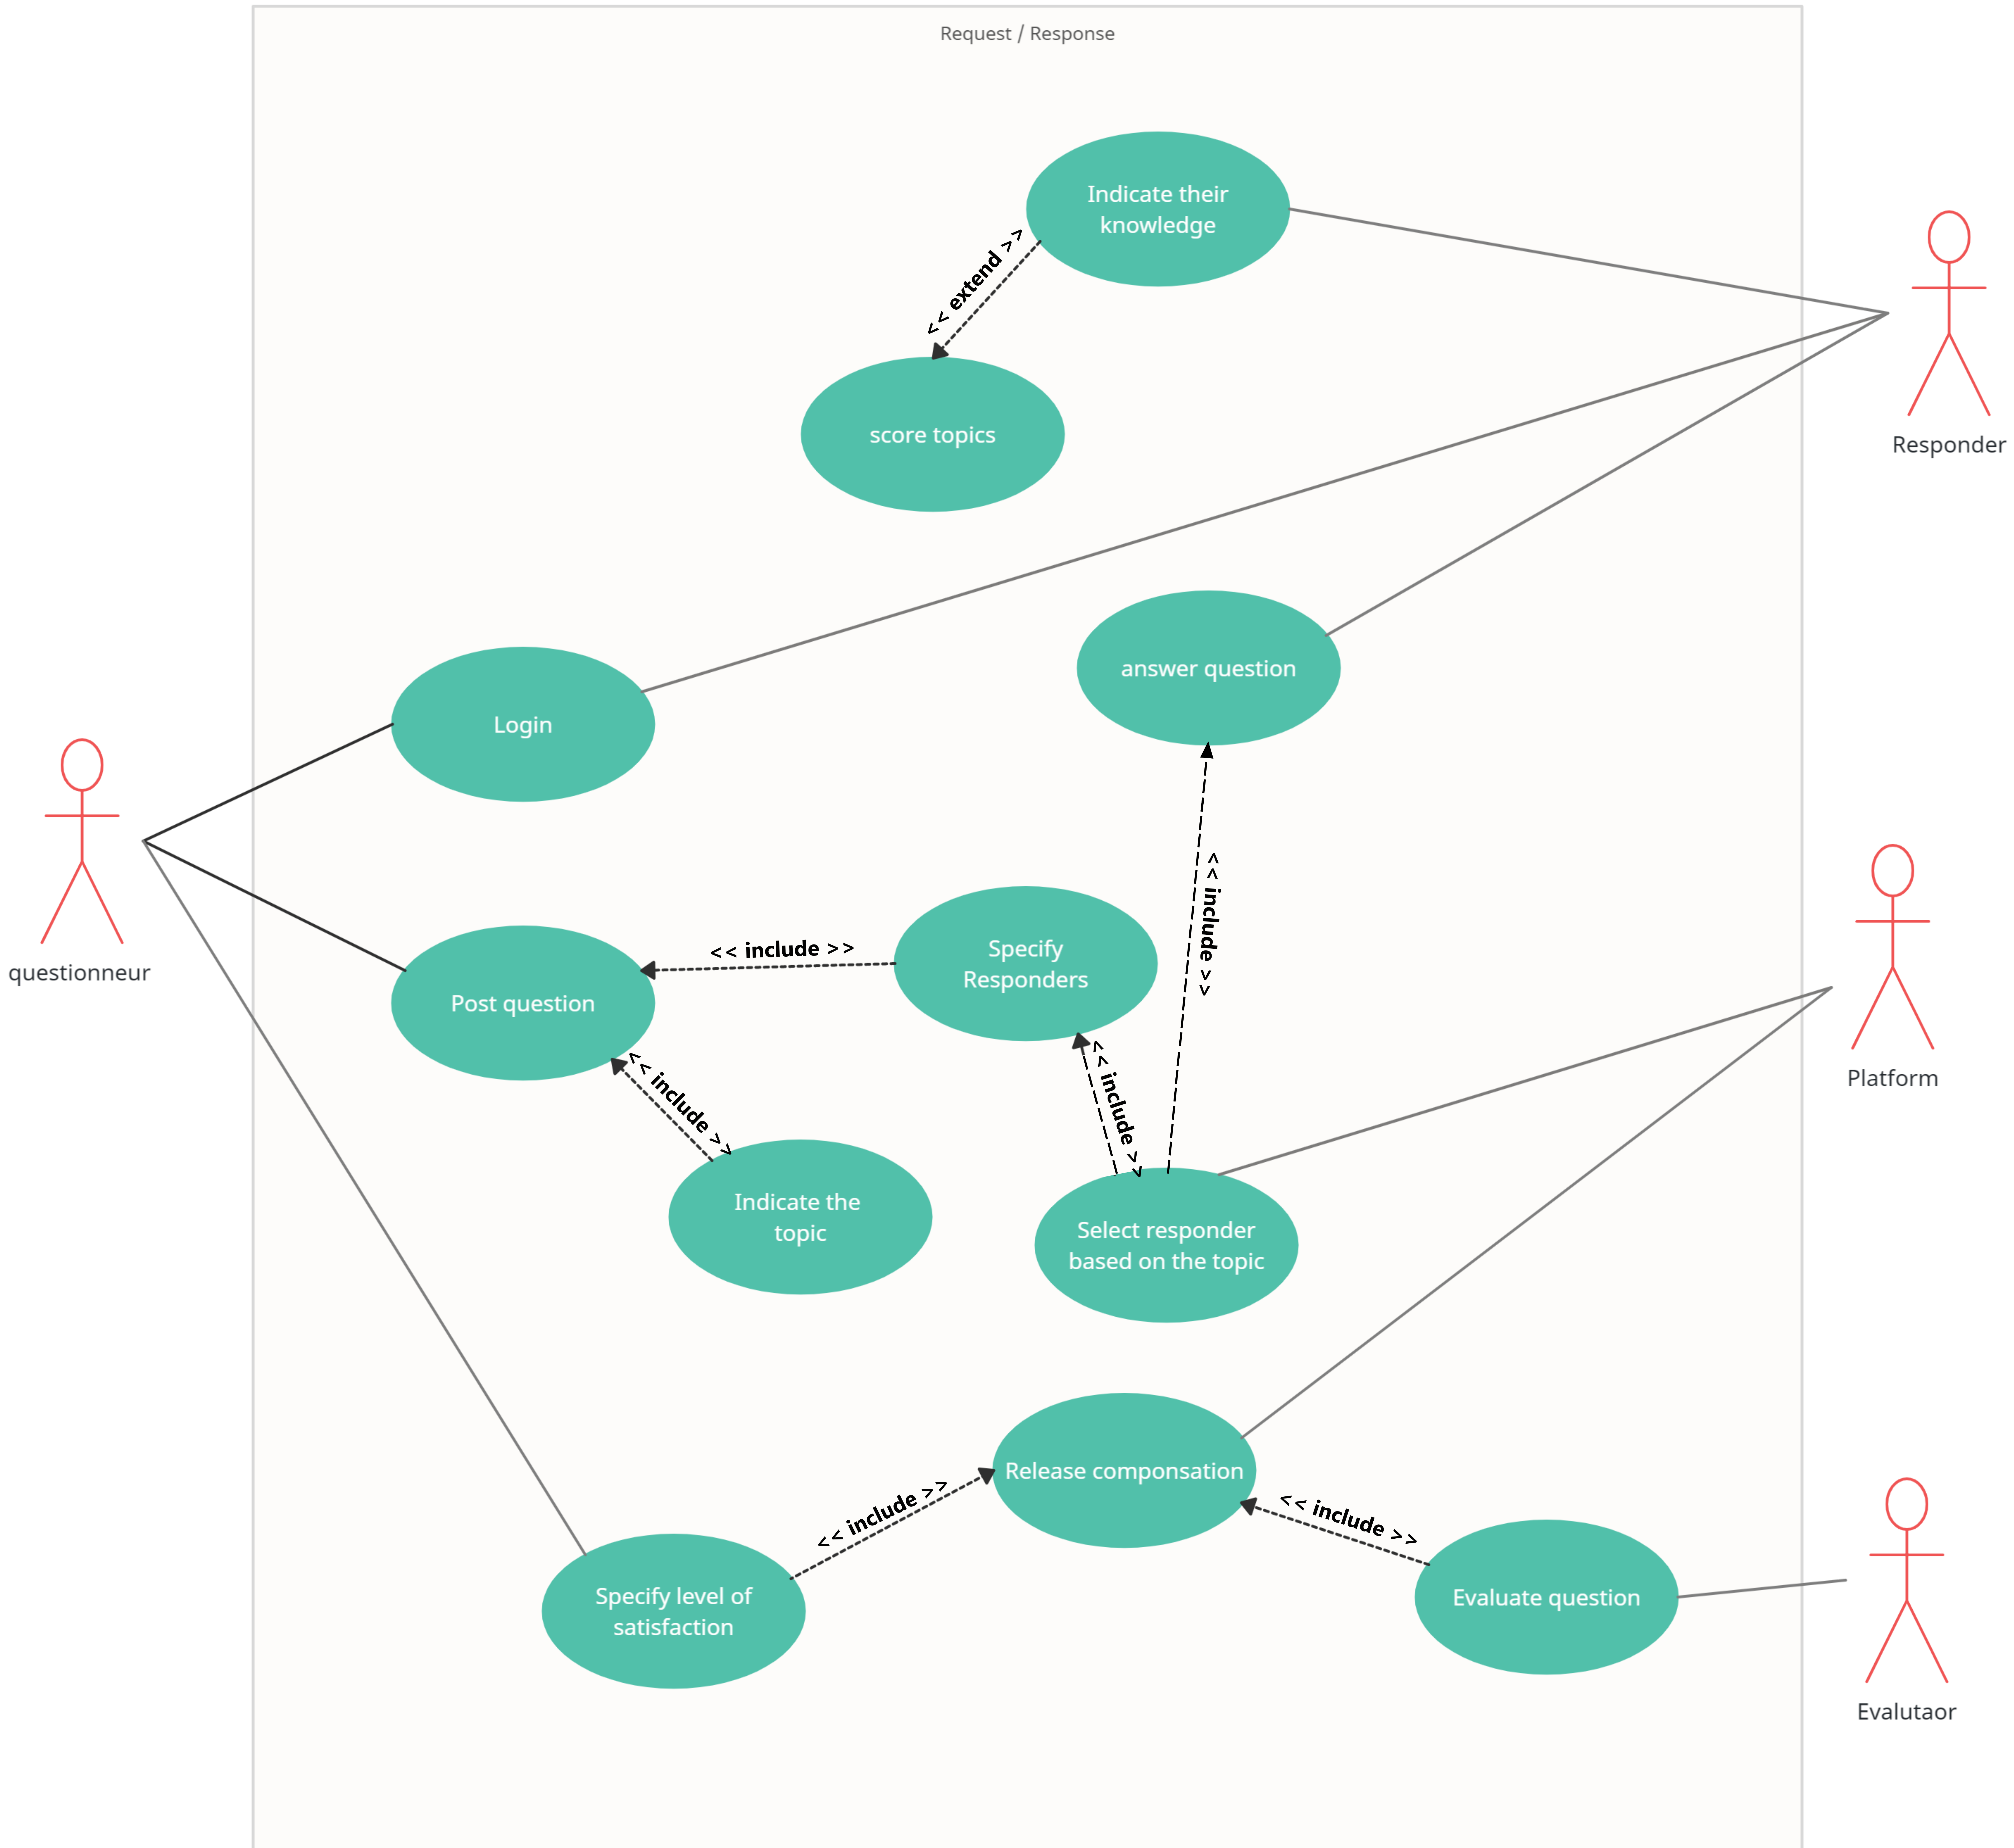 Request / Response
Indicate their
knowledge
<< extend >>
score topics
Responder
answer question
Login
<< include >>
questionneur
Specify
Responders
<< include >>
Post question
<< include >>
<< include >>
Platform
Indicate the
topic
Select responder
based on the topic
Release componsation
<< include >>
<< include >>
Specify level of
satisfaction
Evaluate question
Evalutaor